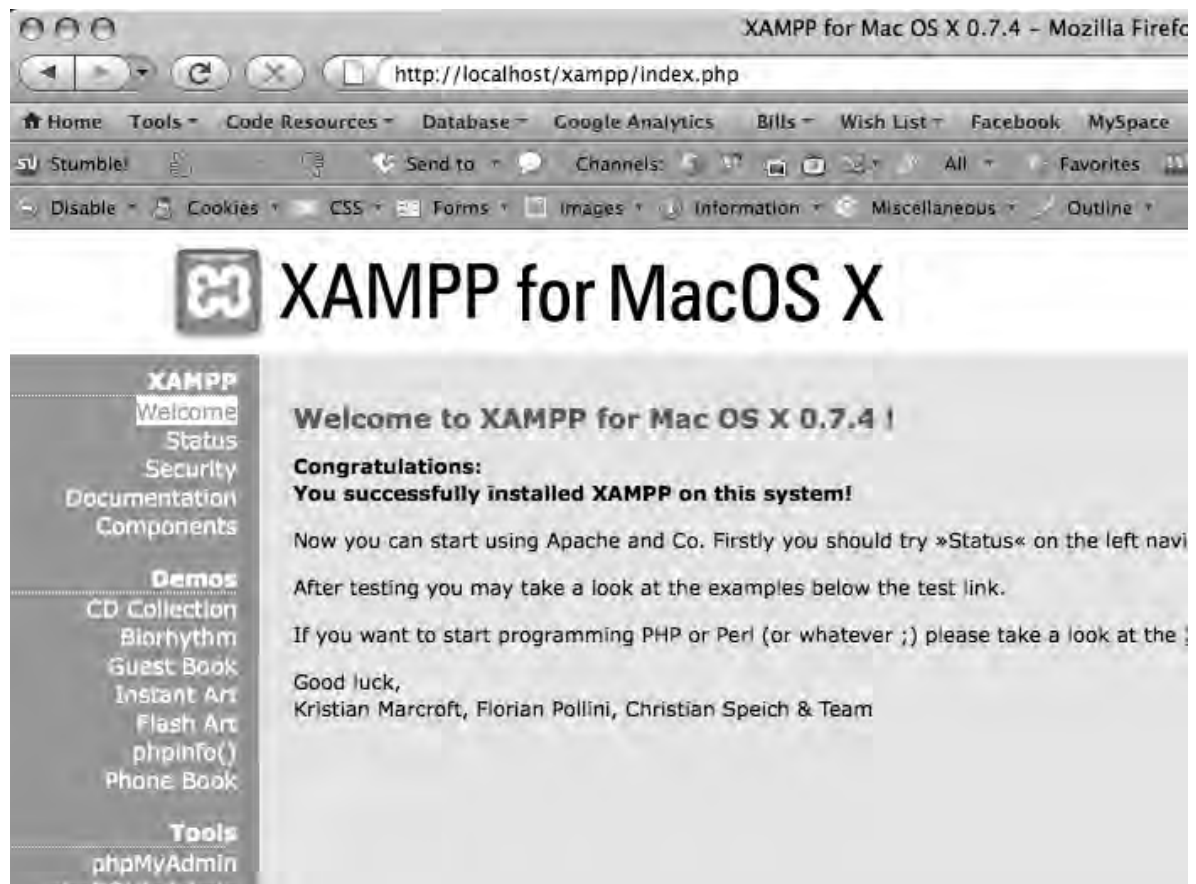 XAMPP for Mac OS X 0.7.4 – Mozilla Firefo
http://localhost/xampp/index.php
Home Tools Code Resources Database Google Analytics Bills Wish List Facebook MySpace
Stumble! Send to Channels: All Favorites
Disable Cookies CSS Forms Images Information Miscellaneous Outline
XAMPP for MacOS X
XAMPP
Welcome
Status
Security
Documentation
Components
Demos
CD Collection
Biorhythm
Guest Book
Instant Art
Flash Art
phpinfo()
Phone Book
Tools
phpMyAdmin
Welcome to XAMPP for Mac OS X 0.7.4 !
Congratulations:
You successfully installed XAMPP on this system!
Now you can start using Apache and Co. Firstly you should try »Status« on the left navi
After testing you may take a look at the examples below the test link.
If you want to start programming PHP or Perl (or whatever ;) please take a look at the
Good luck,
Kristian Marcroft, Florian Pollini, Christian Speich & Team